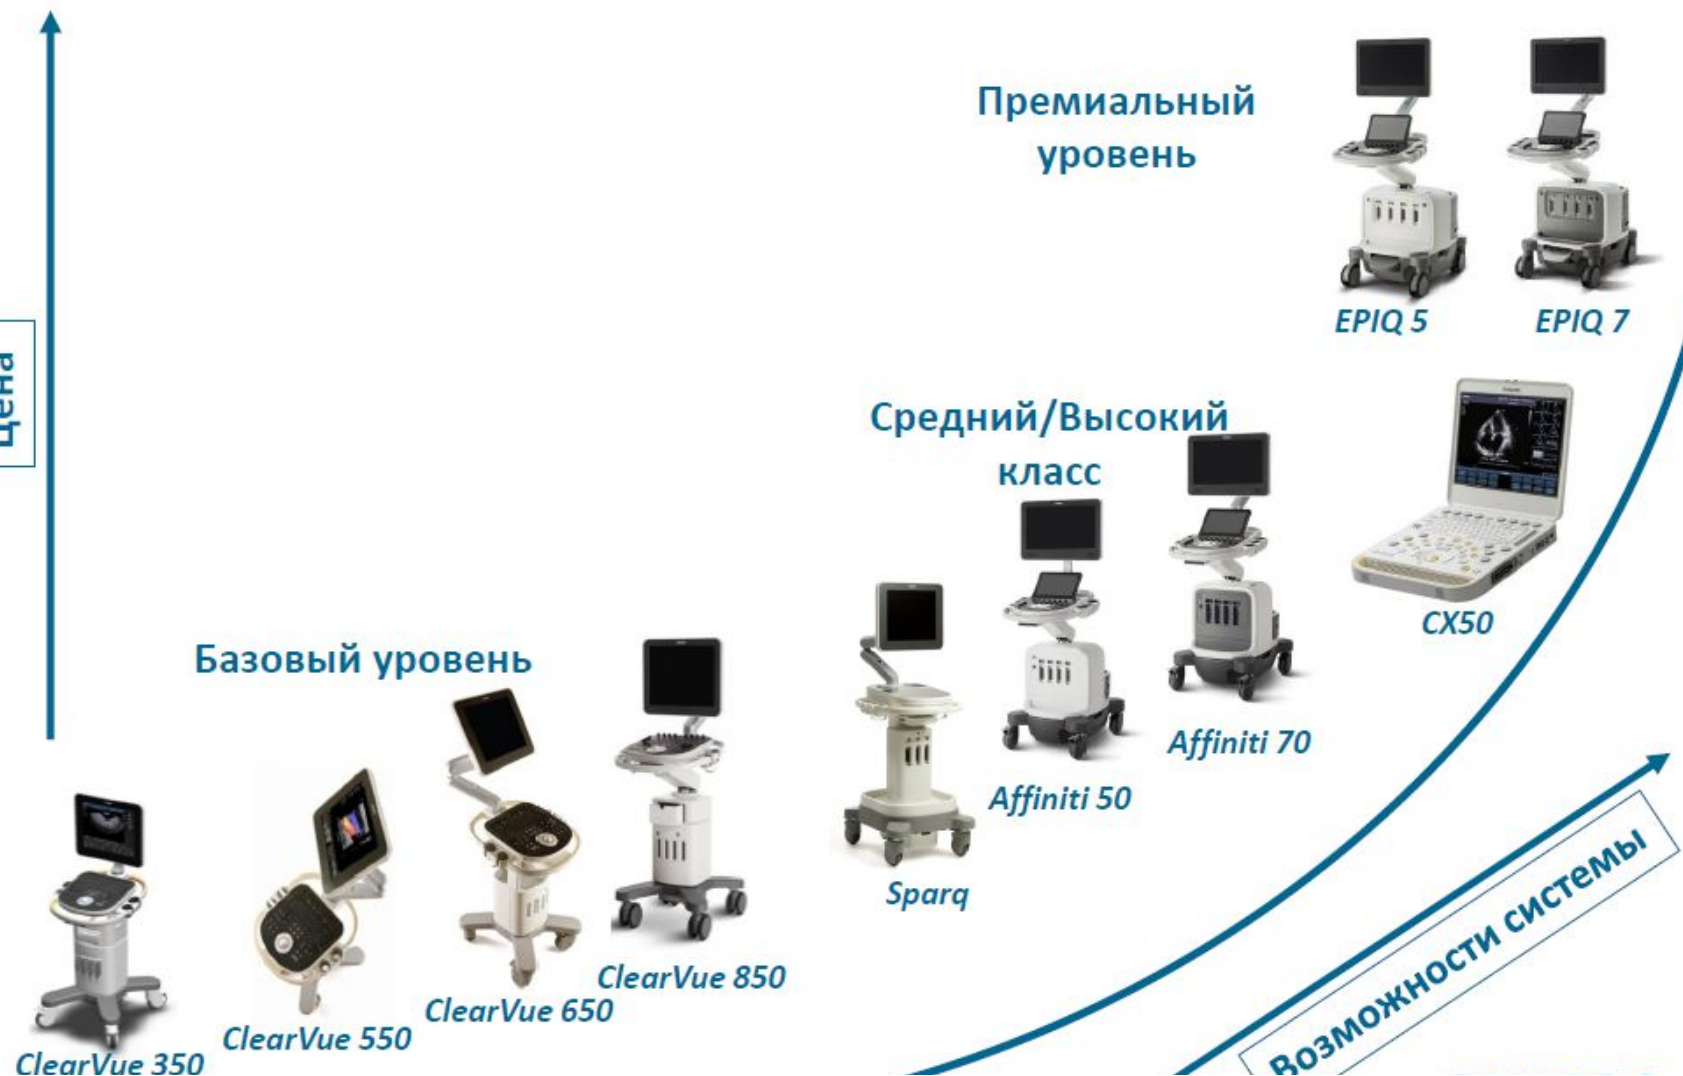 Премиальный
уровень
EPIQ 5
EPIQ 7
Цена
Средний/Высокий
класс
CX50
Базовый уровень
Affiniti 70
Affiniti 50
Sparq
ClearVue 850
ClearVue 650
ClearVue 550
ClearVue 350
Возможности системы